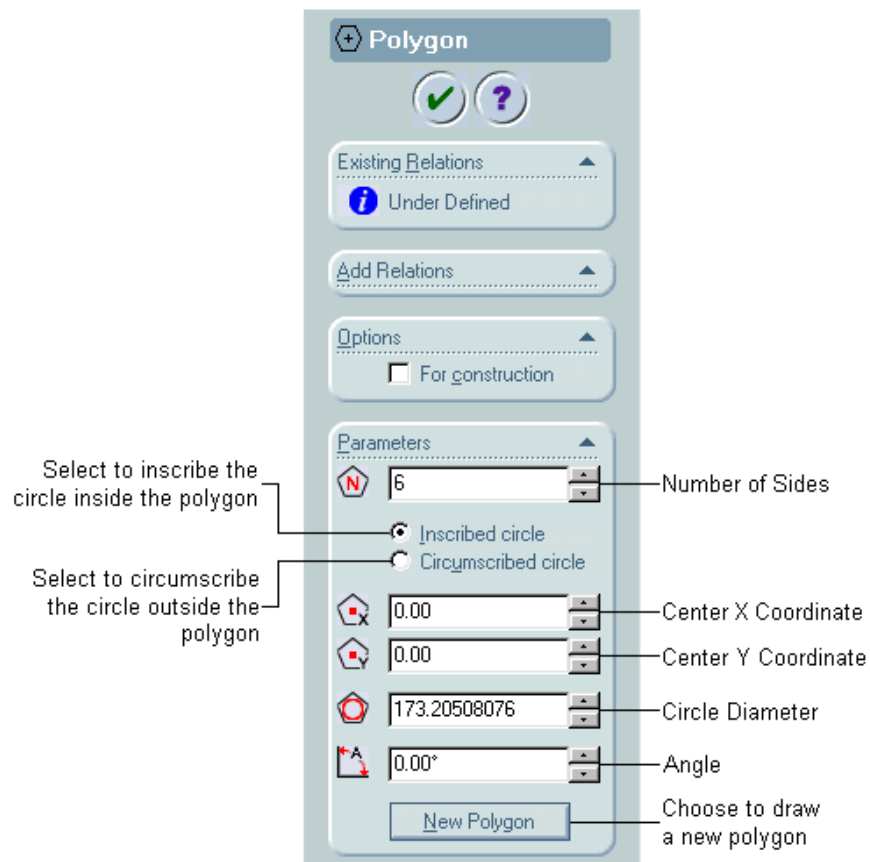 Polygon
?
Existing Relations
i Under Defined
Add Relations
Options
For construction
Parameters
Select to inscribe the
circle inside the polygon
N 6
Number of Sides
Inscribed circle
Circumscribed circle
Select to circumscribe
the circle outside the
polygon
X 0.00
Center X Coordinate
Y 0.00
Center Y Coordinate
173.20508076
Circle Diameter
A 0.00°
Angle
New Polygon
Choose to draw
a new polygon